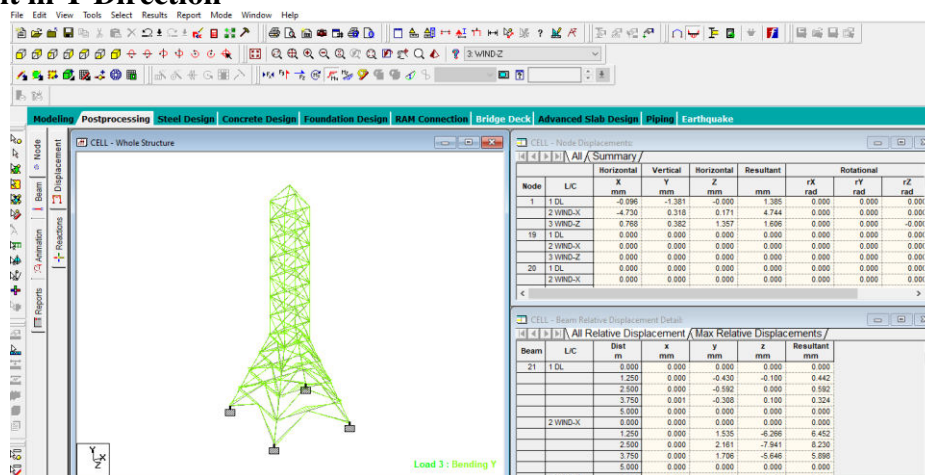 File Edit View Tools Select Results Report Mode Window Help
3:WIND-Z
Modeling Postprocessing Steel Design Concrete Design Foundation Design RAM Connection Bridge Deck Advanced Slab Design Piping Earthquake
Node
Beam
Animation
Reports
Displacement
Reactions
CELL - Whole Structure
Y
X
Z
Load 3 : Bending Y
CELL - Node Displacements:
All Summary
Horizontal Vertical Horizontal Resultant Rotational
Node L/C X mm Y mm Z mm mm rX rad rY rad rZ rad
1 1 DL -0.096 -1.381 -0.000 1.385 0.000 0.000 0.000
2 WIND-X -4.730 0.318 0.171 4.744 0.000 0.000 0.000
3 WIND-Z 0.768 0.382 1.357 1.606 0.000 0.000 -0.000
19 1 DL 0.000 0.000 0.000 0.000 0.000 0.000 0.000
2 WIND-X 0.000 0.000 0.000 0.000 0.000 0.000 0.000
3 WIND-Z 0.000 0.000 0.000 0.000 0.000 0.000 0.000
20 1 DL 0.000 0.000 0.000 0.000 0.000 0.000 0.000
2 WIND-X 0.000 0.000 0.000 0.000 0.000 0.000 0.000
CELL - Beam Relative Displacement Detail:
All Relative Displacement Max Relative Displacements
Beam L/C Dist m x mm y mm z mm Resultant mm
21 1 DL 0.000 0.000 0.000 0.000 0.000
1.250 0.000 -0.430 -0.100 0.442
2.500 0.000 -0.592 0.000 0.592
3.750 0.001 -0.308 0.100 0.324
5.000 0.000 0.000 0.000 0.000
2 WIND-X 0.000 0.000 0.000 0.000 0.000
1.250 0.000 1.535 -6.266 6.452
2.500 0.000 2.161 -7.941 8.230
3.750 0.000 1.706 -5.646 5.898
5.000 0.000 0.000 0.000 0.000